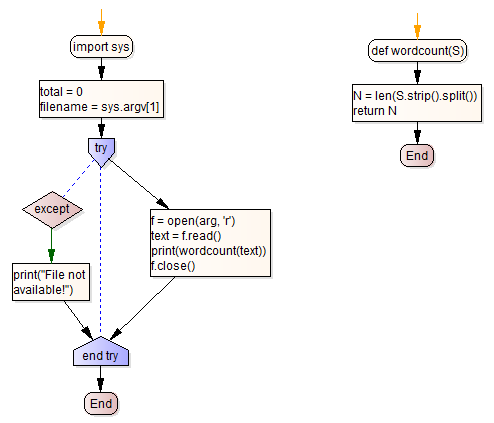 import sys
total = 0
filename = sys.argv[1]
try
except
f = open(arg, 'r')
text = f.read()
print(wordcount(text))
f.close()
print("File not
available!")
end try
End
def wordcount(S)
N = len(S.strip().split())
return N
End